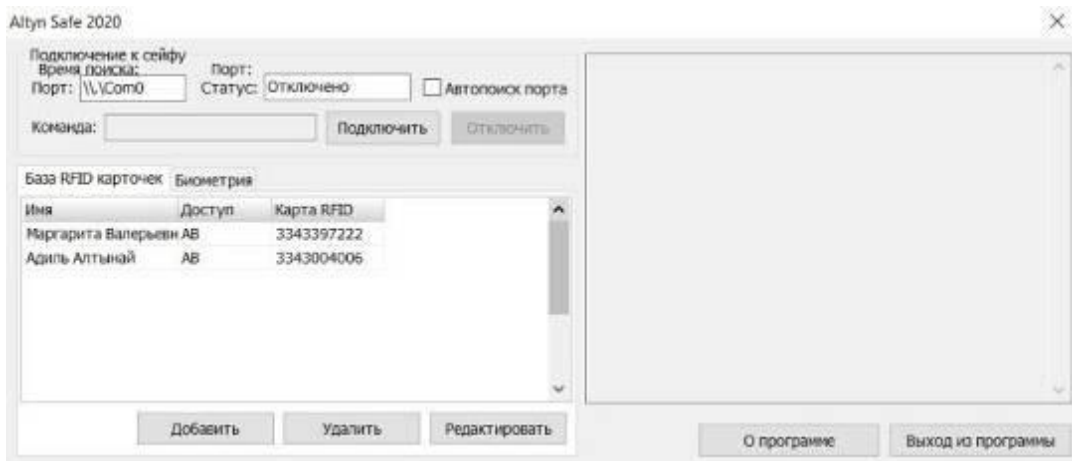 Altyn Safe 2020
Подключение к сейфу
Время поиска: Порт:
Порт: \\.\Com0 Статус: Отключено Автопоиск порта
Команда: Подключить Отключить
База RFID карточек Биометрия
Имя Доступ Карта RFID
Маргарита Валерьевн АВ 3343397222
Адиль Алтынай АВ 3343004006
Добавить Удалить Редактировать
О программе Выход из программы